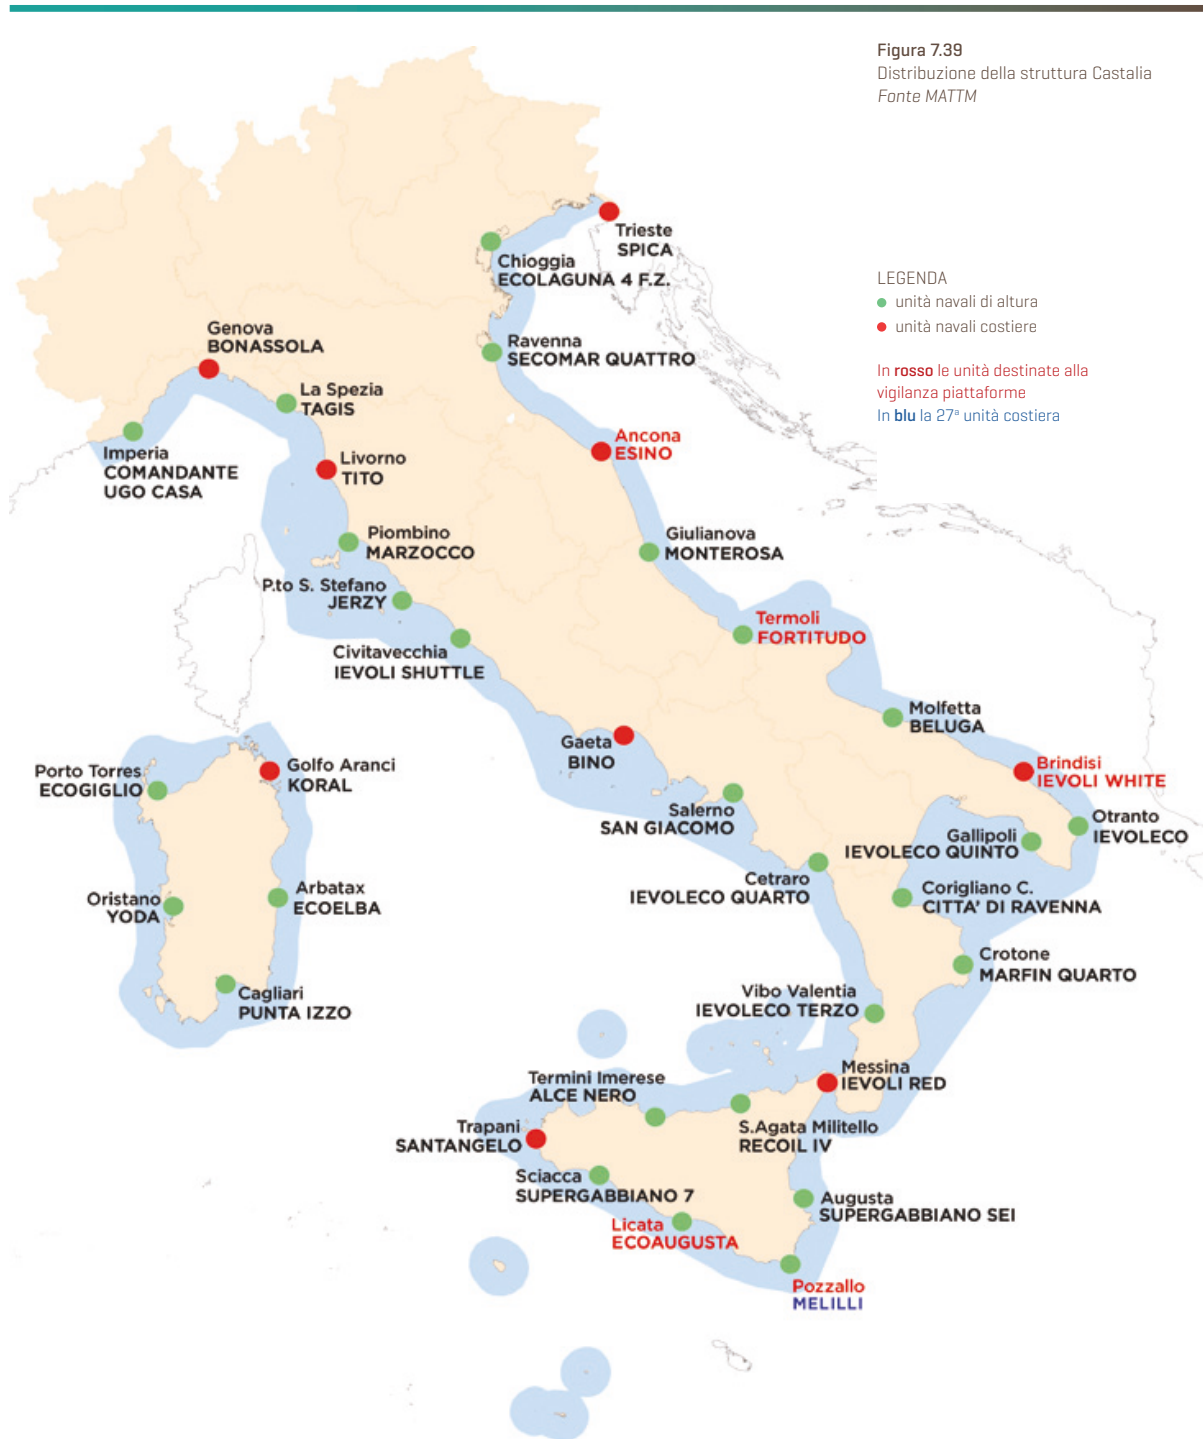 Figura 7.39
Distribuzione della struttura Castalia
Fonte MATTM
LEGENDA
unità navali di altura
unità navali costiere
In rosso le unità destinate alla
vigilanza piattaforme
In blu la 27ª unità costiera
Trieste
SPICA
Chioggia
ECOLAGUNA 4 F.Z.
Ravenna
SECOMAR QUATTRO
Genova
BONASSOLA
La Spezia
TAGIS
Imperia
COMANDANTE
UGO CASA
Livorno
TITO
Ancona
ESINO
Piombino
MARZOCCO
Giulianova
MONTEROSA
P.to S. Stefano
JERZY
Civitavecchia
IEVOLI SHUTTLE
Termoli
FORTITUDO
Molfetta
BELUGA
Gaeta
BINO
Brindisi
IEVOLI WHITE
Porto Torres
ECOGIGLIO
Golfo Aranci
KORAL
Salerno
SAN GIACOMO
Otranto
IEVOLECO
Gallipoli
IEVOLECO QUINTO
Cetraro
IEVOLECO QUARTO
Corigliano C.
CITTA' DI RAVENNA
Oristano
YODA
Arbatax
ECOELBA
Crotone
MARFIN QUARTO
Cagliari
PUNTA IZZO
Vibo Valentia
IEVOLECO TERZO
Messina
IEVOLI RED
Termini Imerese
ALCE NERO
S.Agata Militello
RECOIL IV
Trapani
SANTANGELO
Sciacca
SUPERGABBIANO 7
Augusta
SUPERGABBIANO SEI
Licata
ECOAUGUSTA
Pozzallo
MELILLI